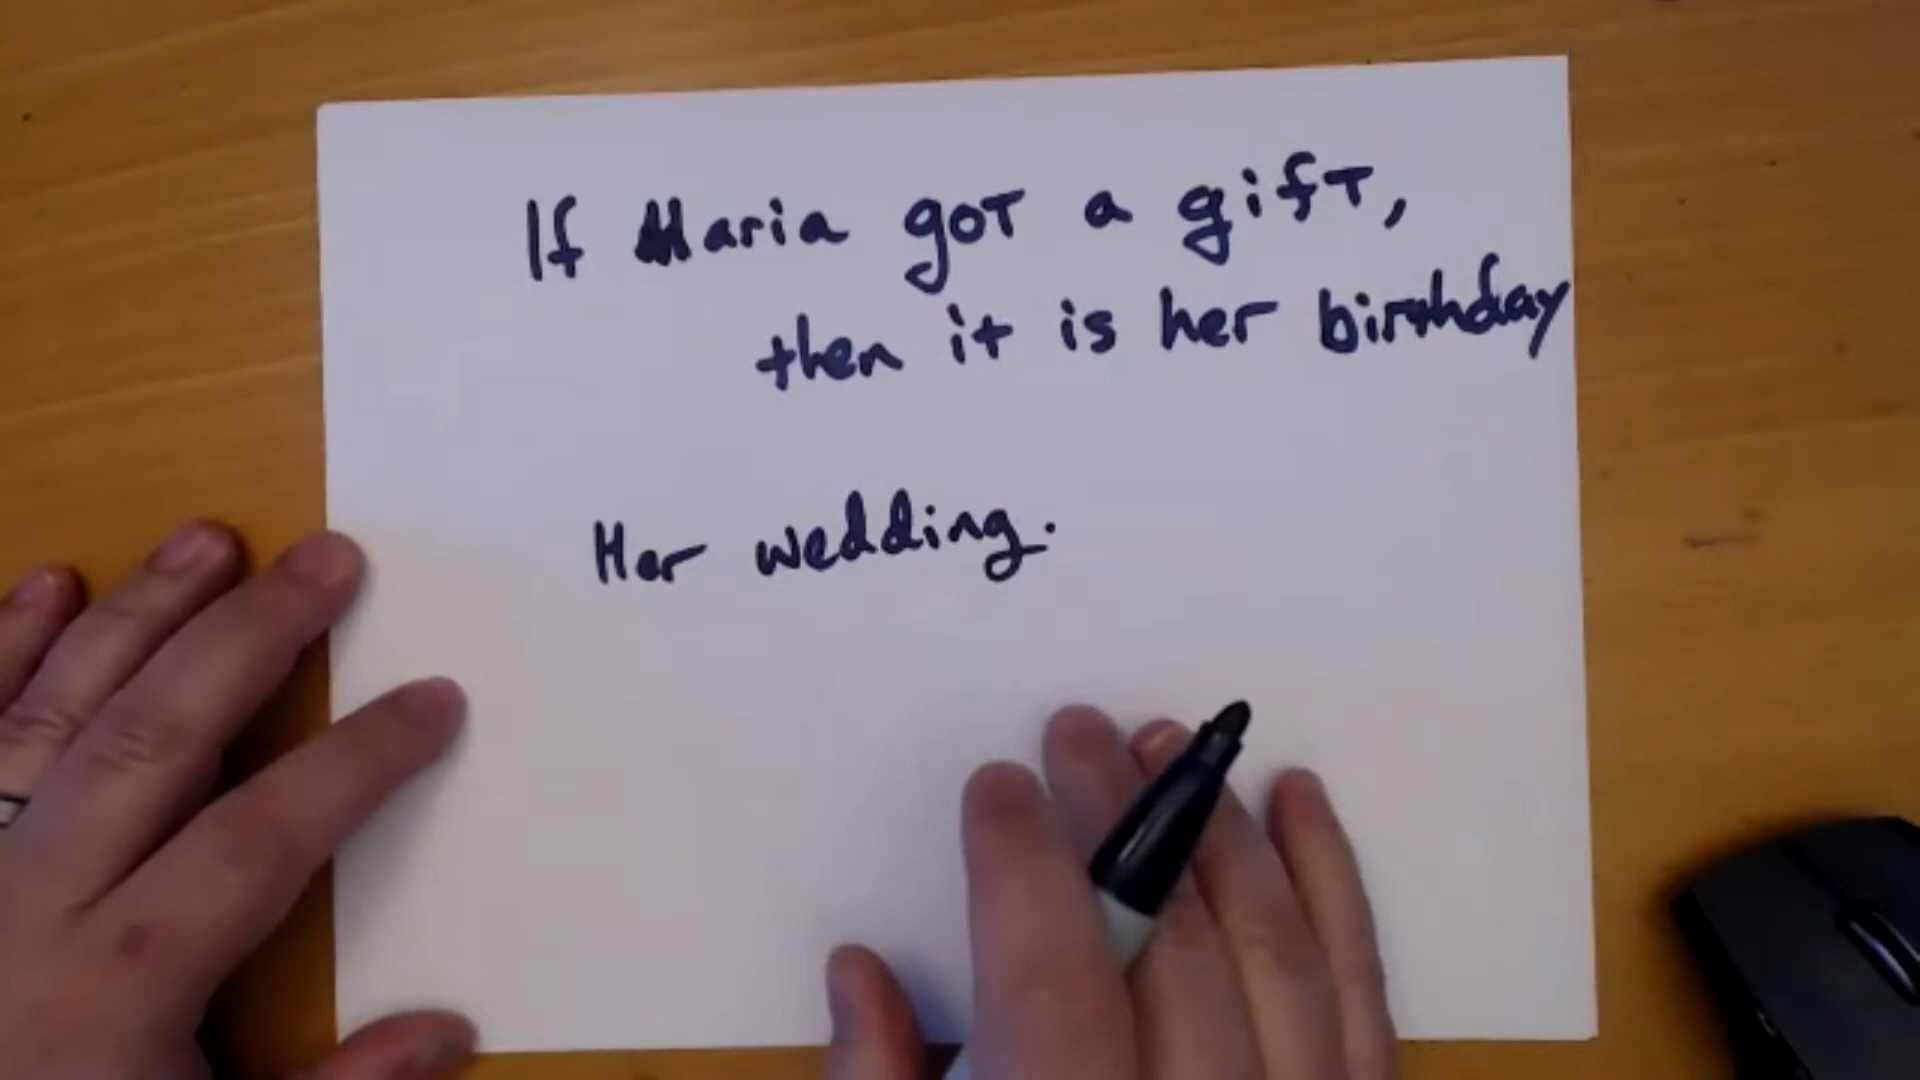 If Maria got a gift,
then it is her birthday
Her wedding.